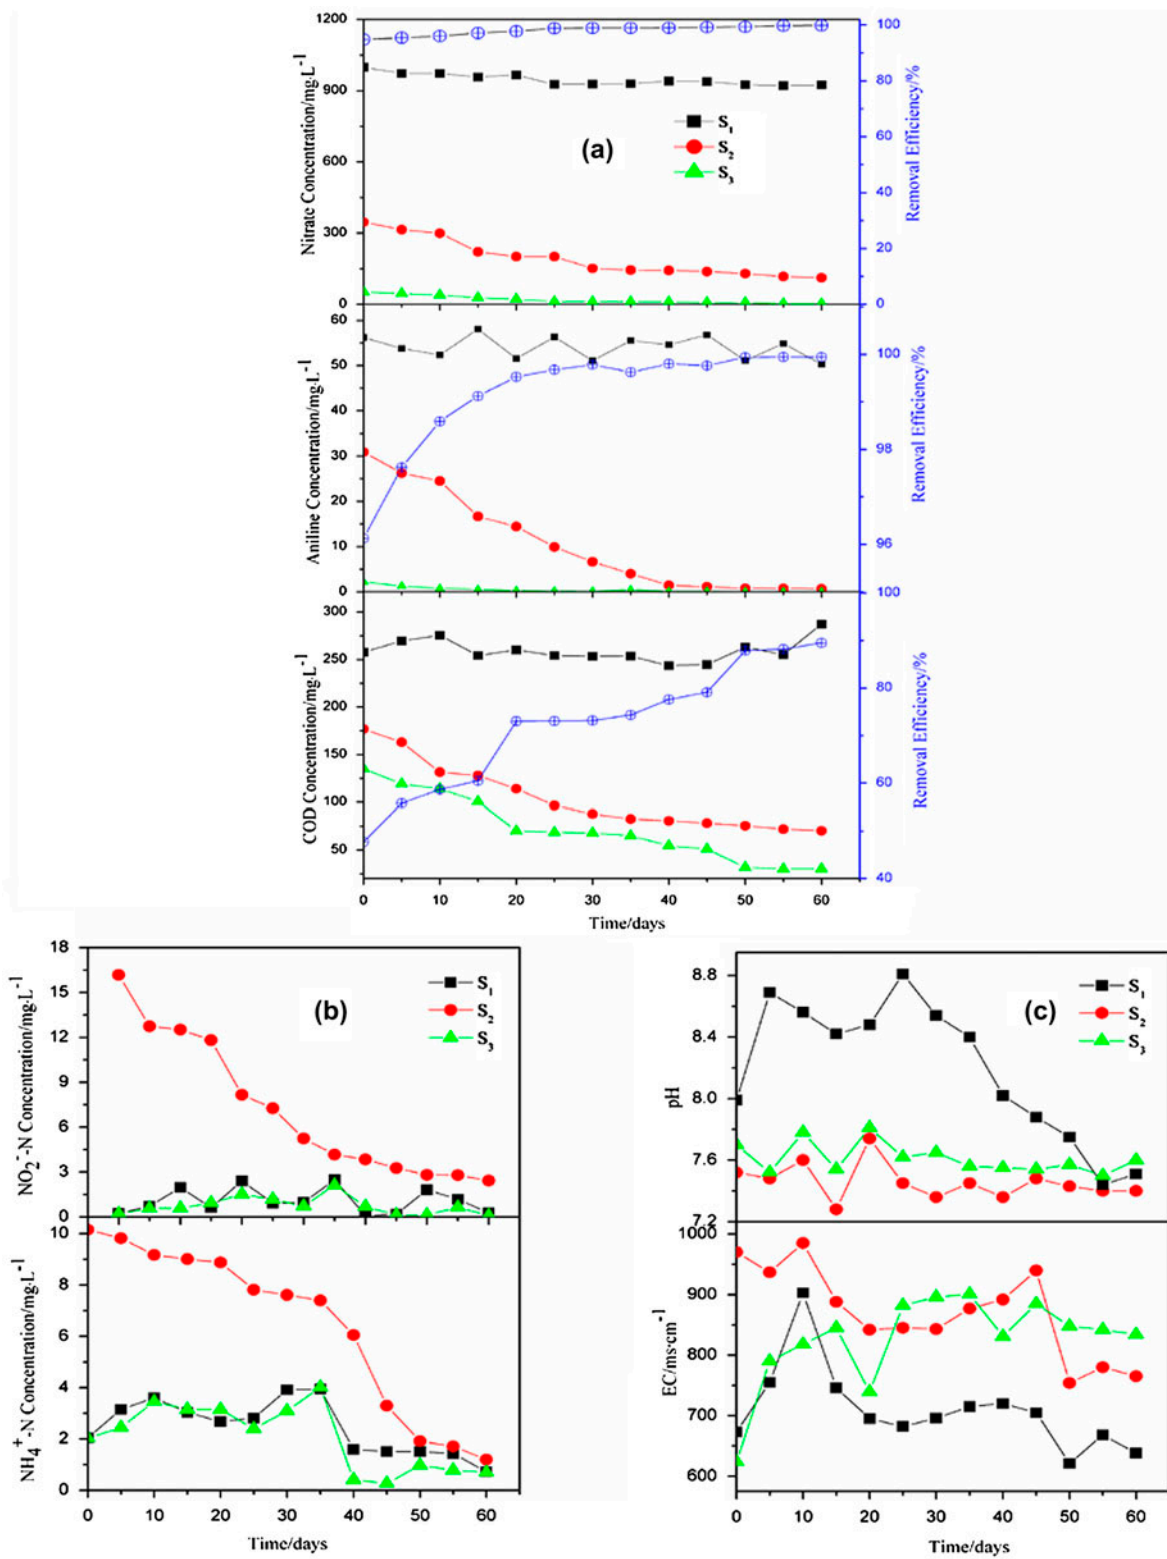 1200
900
600
300
0
Nitrate Concentration/mg.L⁻¹
(a)
S₁
S₂
S₃
100
80
60
40
20
0
Removal Efficiency/%
60
50
40
30
20
10
0
Aniline Concentration/mg.L⁻¹
100
98
96
Removal Efficiency/%
300
250
200
150
100
50
COD Concentration/mg.L⁻¹
100
80
60
40
Removal Efficiency/%
0 10 20 30 40 50 60
Time/days
18
15
12
9
6
3
0
NO₂⁻-N Concentration/mg.L⁻¹
(b)
S₁
S₂
S₃
10
8
6
4
2
0
NH₄⁺-N Concentration/mg.L⁻¹
0 10 20 30 40 50 60
Time/days
8.8
8.4
8.0
7.6
7.2
pH
S₁
S₂
S₃
(c)
1000
900
800
700
600
EC/ms·cm⁻¹
0 10 20 30 40 50 60
Time/days